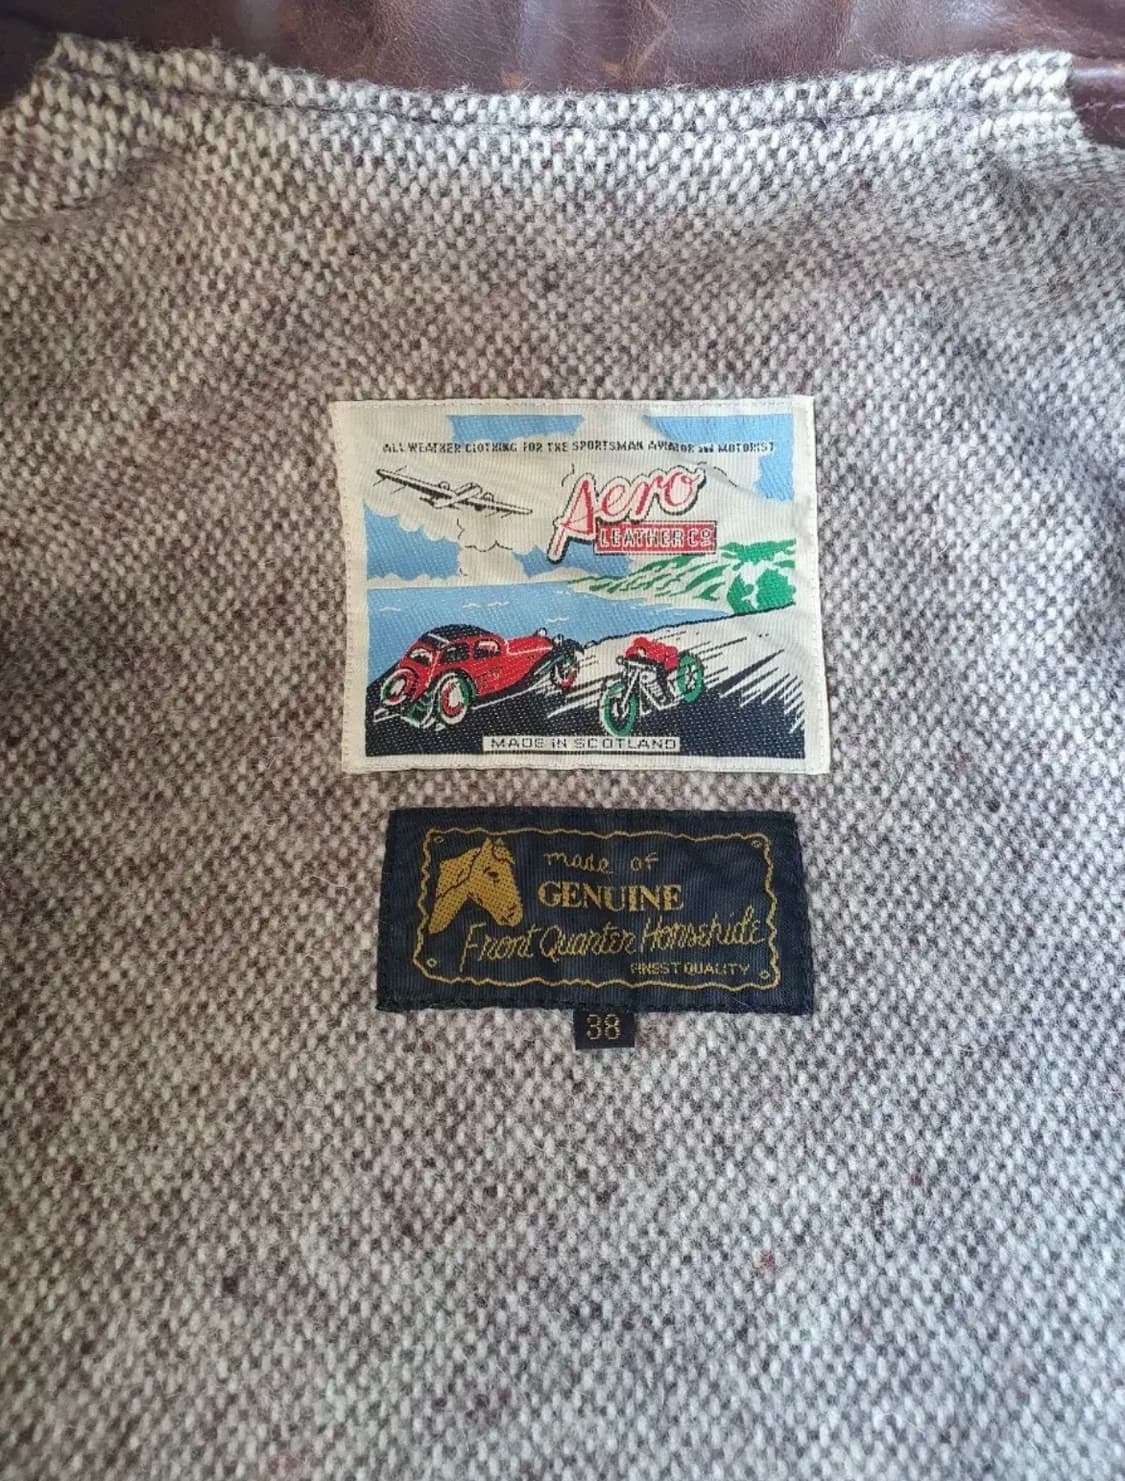 ALL WEATHER CLOTHING FOR THE SPORTSMAN AVIATOR and MOTORIST
Aero
LEATHER Co
MADE IN SCOTLAND
made of
GENUINE
Front Quarter Horsehide
FINEST QUALITY
38